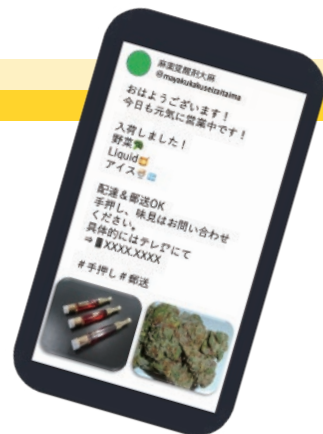 麻薬覚醒剤大麻
@mayakukakuseizaitaima
おはようございます！
今日も元気に営業中です！
入荷しました！
野菜🥦
Liquid🍯
アイス🍨🧊
配達＆郵送OK
手押し、味見はお問い合わせ
ください。
具体的にはテレ𝕡にて
⇒📱XXXX.XXXX
＃手押し＃郵送